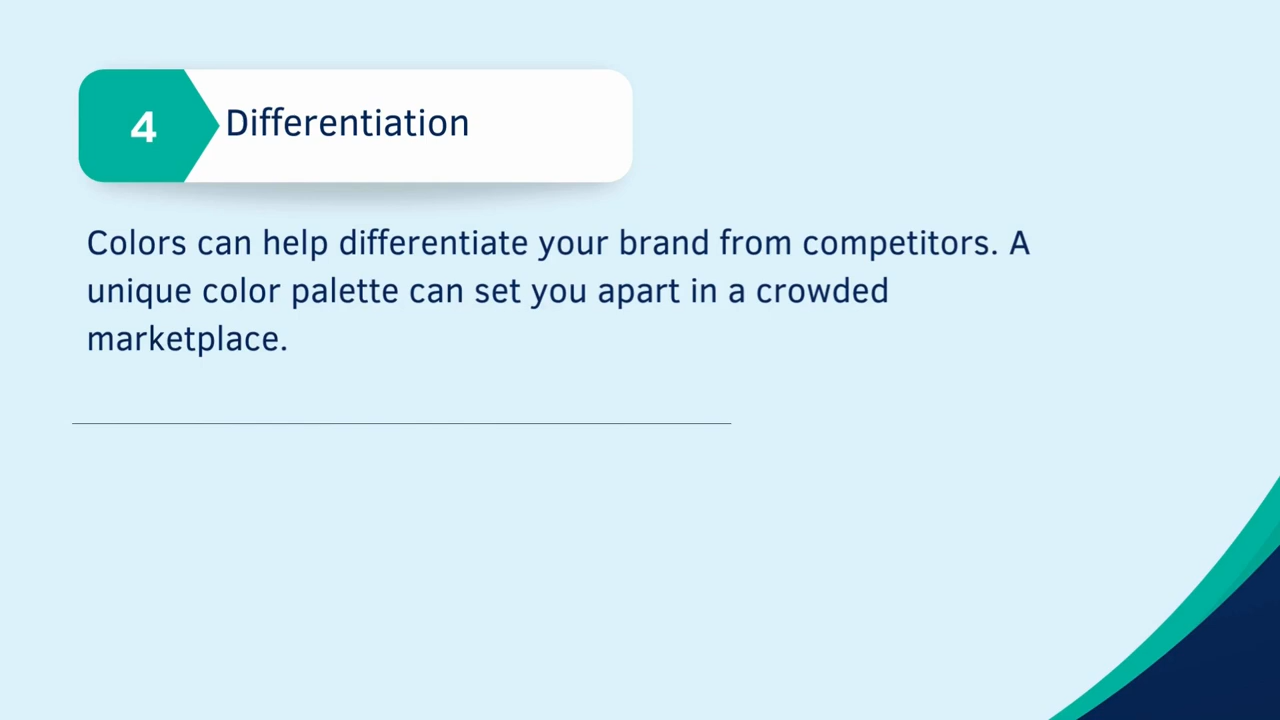 4
Differentiation
Colors can help differentiate your brand from competitors. A
unique color palette can set you apart in a crowded
marketplace.